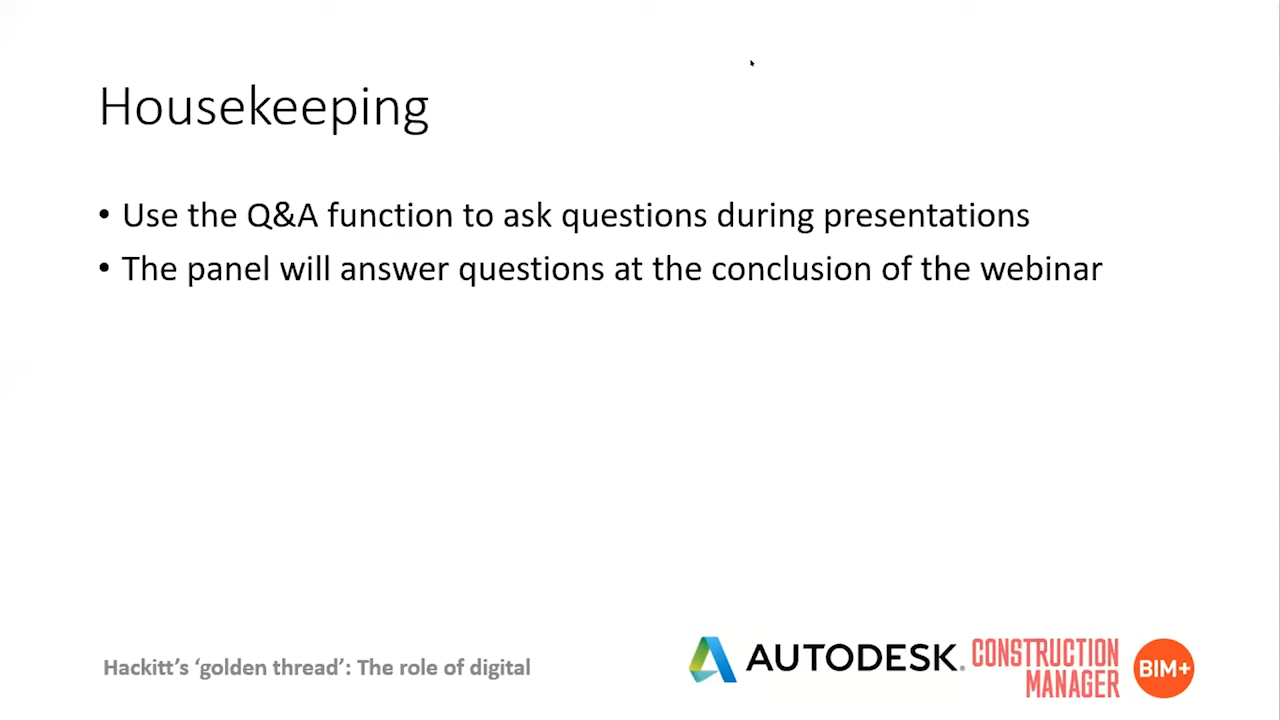 Housekeeping
• Use the Q&A function to ask questions during presentations
• The panel will answer questions at the conclusion of the webinar
Hackitt's ‘golden thread’: The role of digital
AUTODESK.
CONSTRUCTION
MANAGER
BIM+